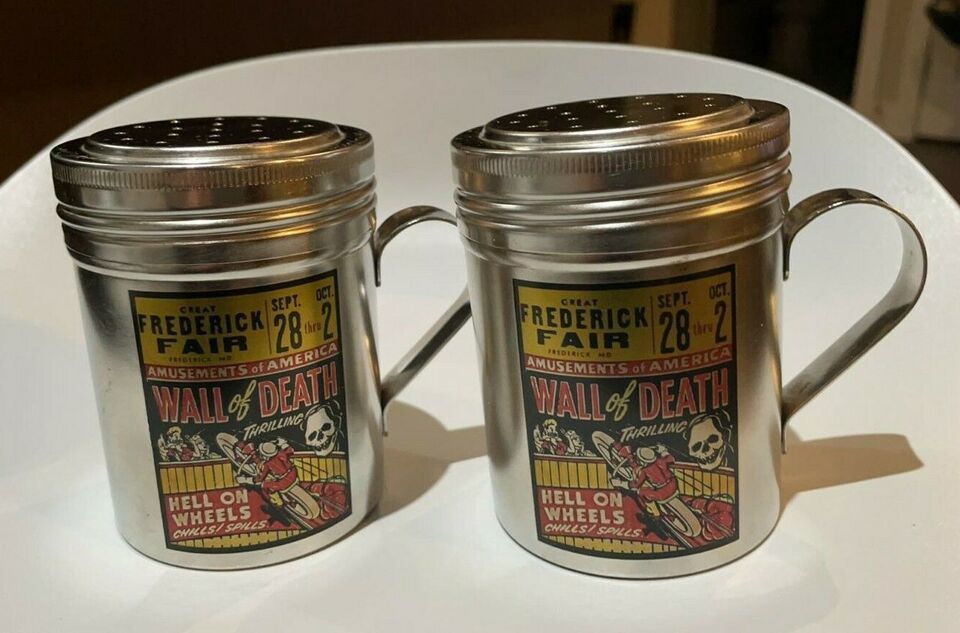 GREAT
FREDERICK
FAIR
FREDERICK MD
SEPT. OCT.
28 thru 2
AMUSEMENTS of AMERICA
WALL of DEATH
THRILLING
HELL ON
WHEELS
CHILLS! SPILLS
GREAT
FREDERICK
FAIR
FREDERICK MD
SEPT. OCT.
28 thru 2
AMUSEMENTS of AMERICA
WALL of DEATH
THRILLING
HELL ON
WHEELS
CHILLS! SPILLS